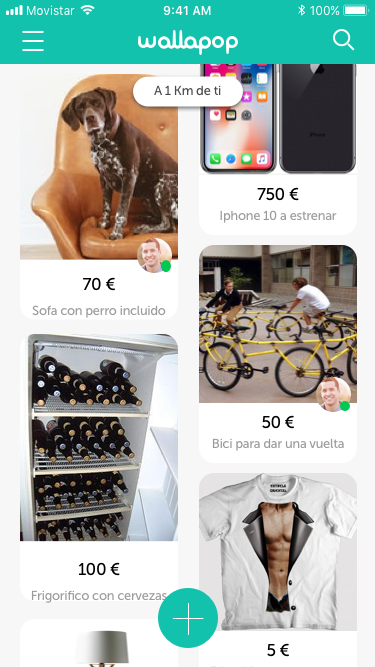 Movistar 9:41 AM 100%
wallapop
A 1 Km de ti
70 €
Sofa con perro incluido
750 €
Iphone 10 a estrenar
50 €
Bici para dar una vuelta
100 €
Frigorifico con cervezas
5 €